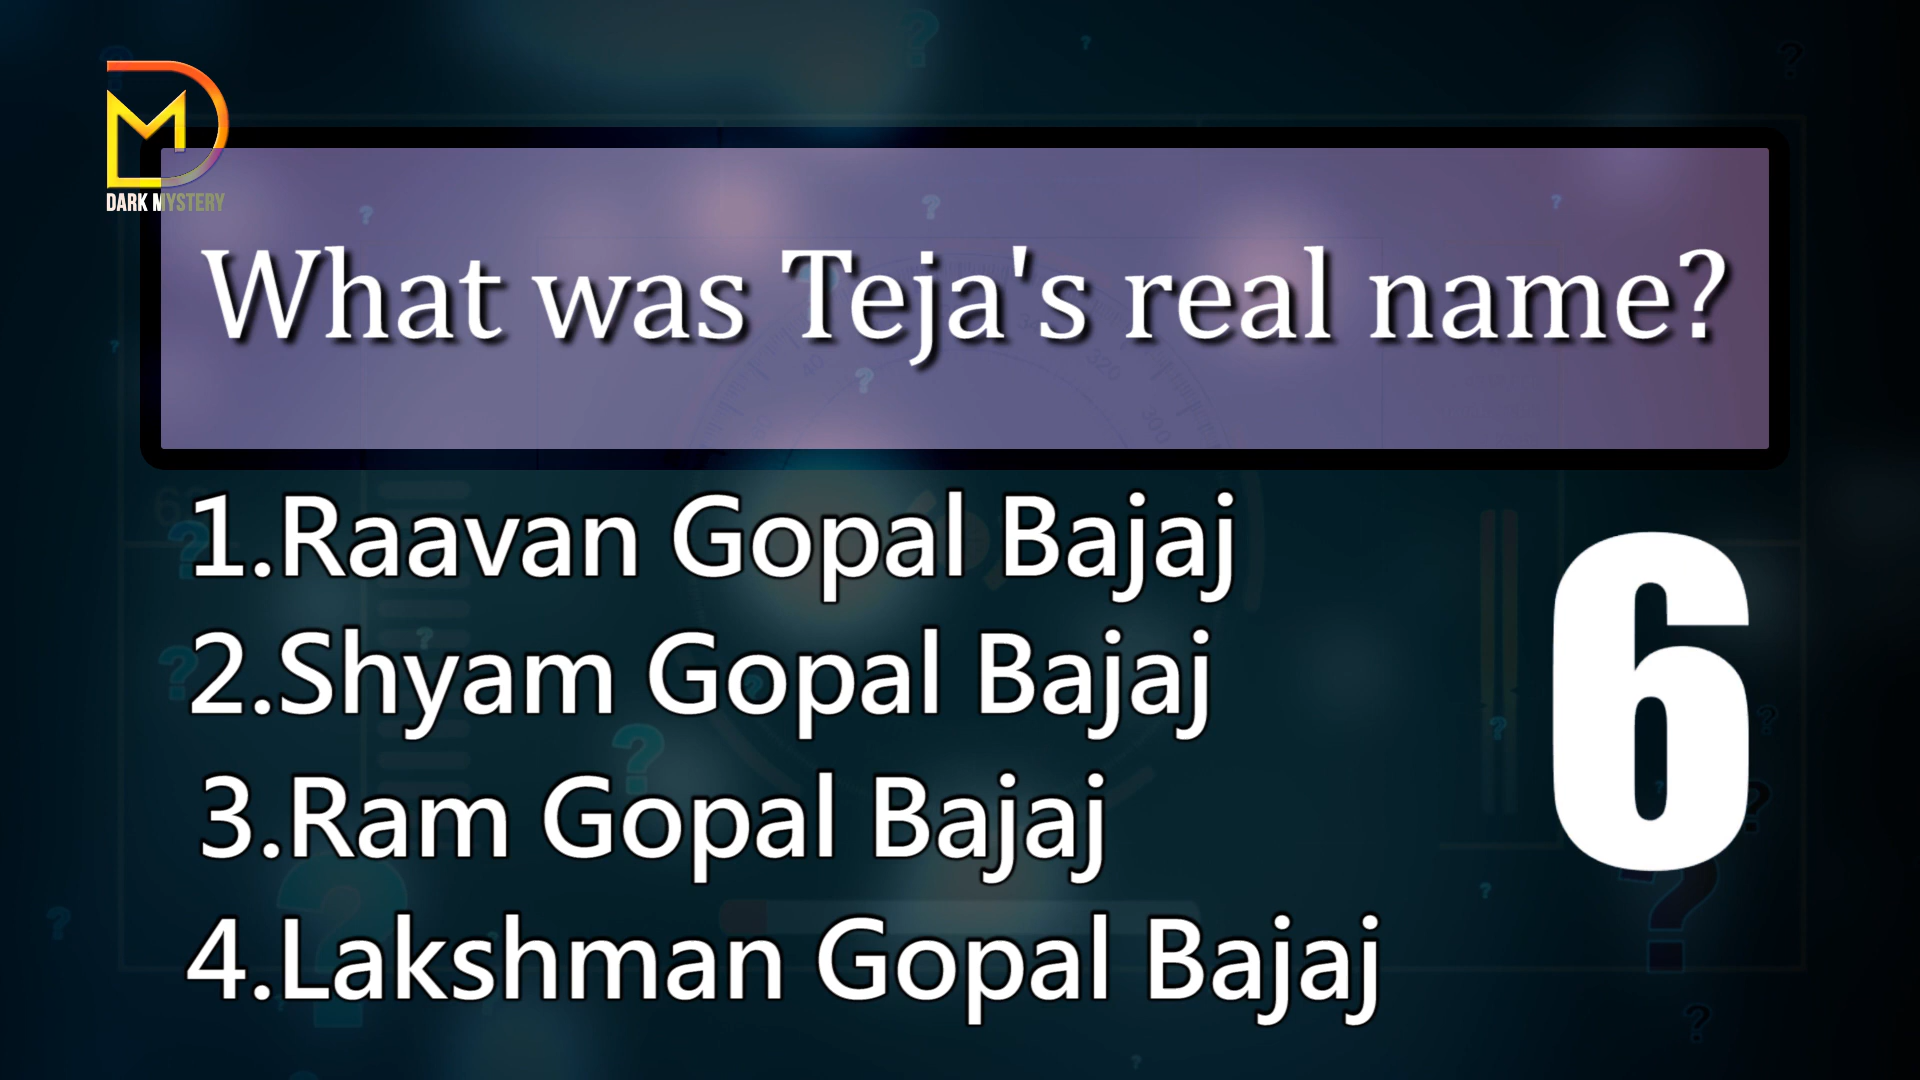 DARK MYSTERY
What was Teja's real name?
1.Raavan Gopal Bajaj
2.Shyam Gopal Bajaj
3.Ram Gopal Bajaj
4.Lakshman Gopal Bajaj
6